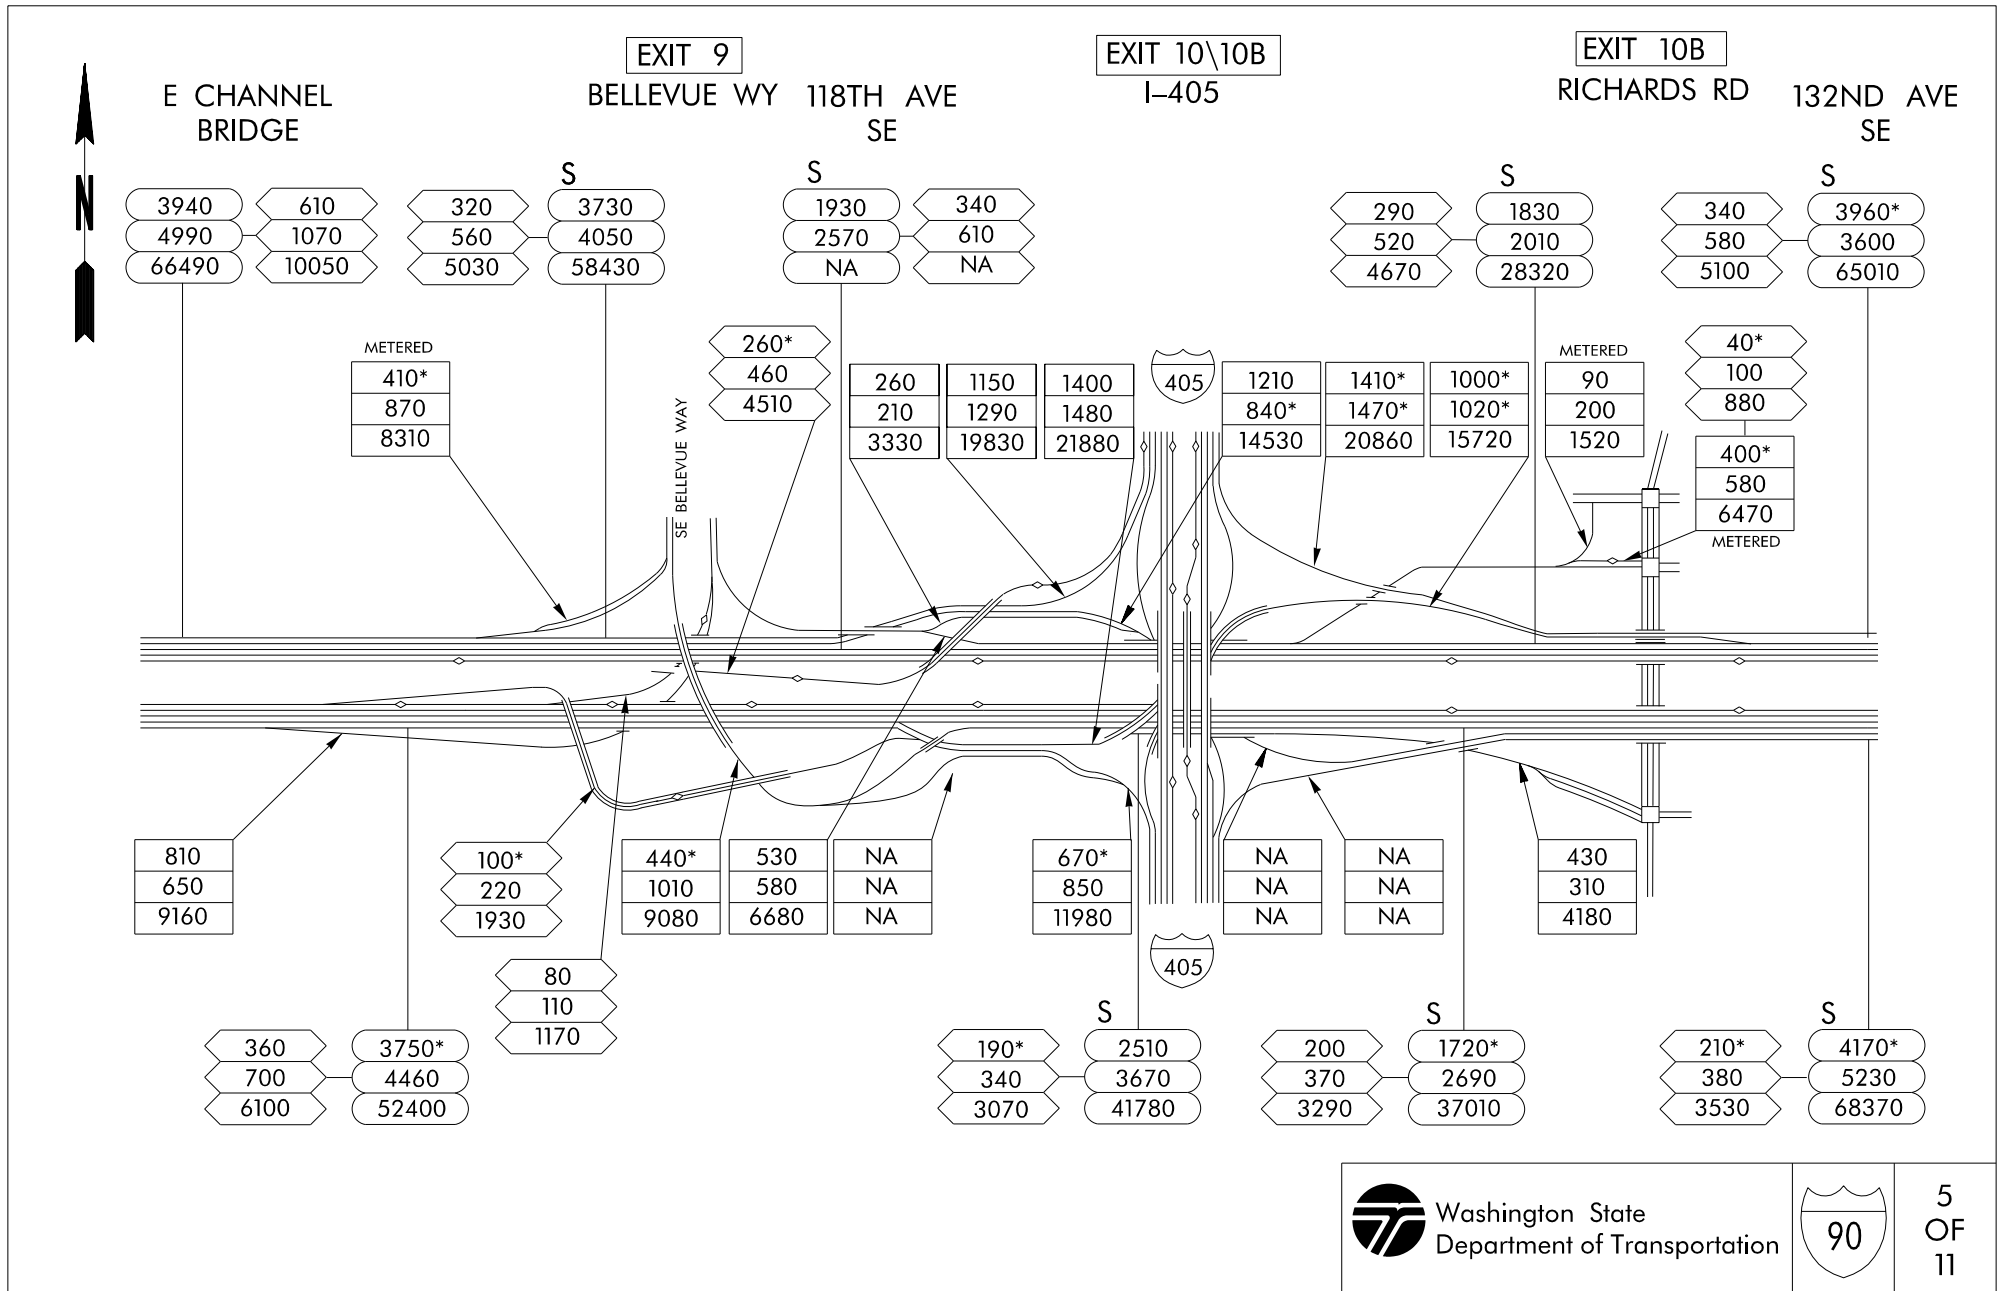 EXIT 9
EXIT 10\10B
EXIT 10B
E CHANNEL
BRIDGE
BELLEVUE WY
118TH AVE
SE
I-405
RICHARDS RD
132ND AVE
SE
N
3940
4990
66490
610
1070
10050
320
560
5030
S
3730
4050
58430
S
1930
2570
NA
340
610
NA
290
520
4670
S
1830
2010
28320
340
580
5100
S
3960*
3600
65010
METERED
410*
870
8310
SE BELLEVUE WAY
260*
460
4510
260
210
3330
1150
1290
19830
1400
1480
21880
405
1210
840*
14530
1410*
1470*
20860
1000*
1020*
15720
METERED
90
200
1520
40*
100
880
400*
580
6470
METERED
810
650
9160
100*
220
1930
440*
1010
9080
530
580
6680
NA
NA
NA
670*
850
11980
NA
NA
NA
NA
NA
NA
430
310
4180
405
80
110
1170
360
700
6100
3750*
4460
52400
190*
340
3070
S
2510
3670
41780
200
370
3290
S
1720*
2690
37010
210*
380
3530
S
4170*
5230
68370
Washington State
Department of Transportation
90
5
OF
11